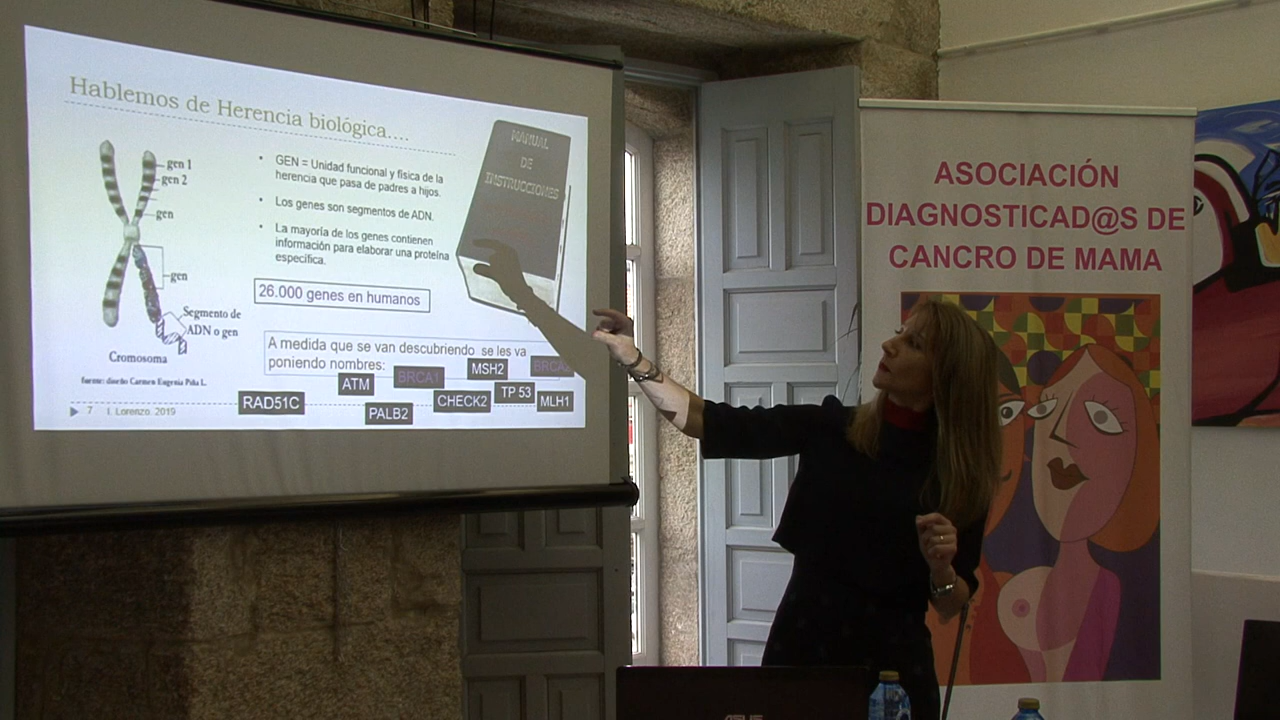 Hablemos de Herencia biológica....
gen 1
gen 2
gen
gen
Segmento de
ADN o gen
Cromosoma
fuente: diseño Carmen Eugenia Piña L.
• GEN = Unidad funcional y física de la
herencia que pasa de padres a hijos.
• Los genes son segmentos de ADN.
• La mayoría de los genes contienen
información para elaborar una proteína
específica.
MANUAL
DE
INSTRUCCIONES
26.000 genes en humanos
A medida que se van descubriendo se les va
poniendo nombres:
MSH2
ATM
BRCA1
TP 53
RAD51C
PALB2
CHECK2
MLH1
7 I. Lorenzo. 2019
ASOCIACIÓN
DIAGNOSTICAD@S DE
CANCRO DE MAMA
ASUS